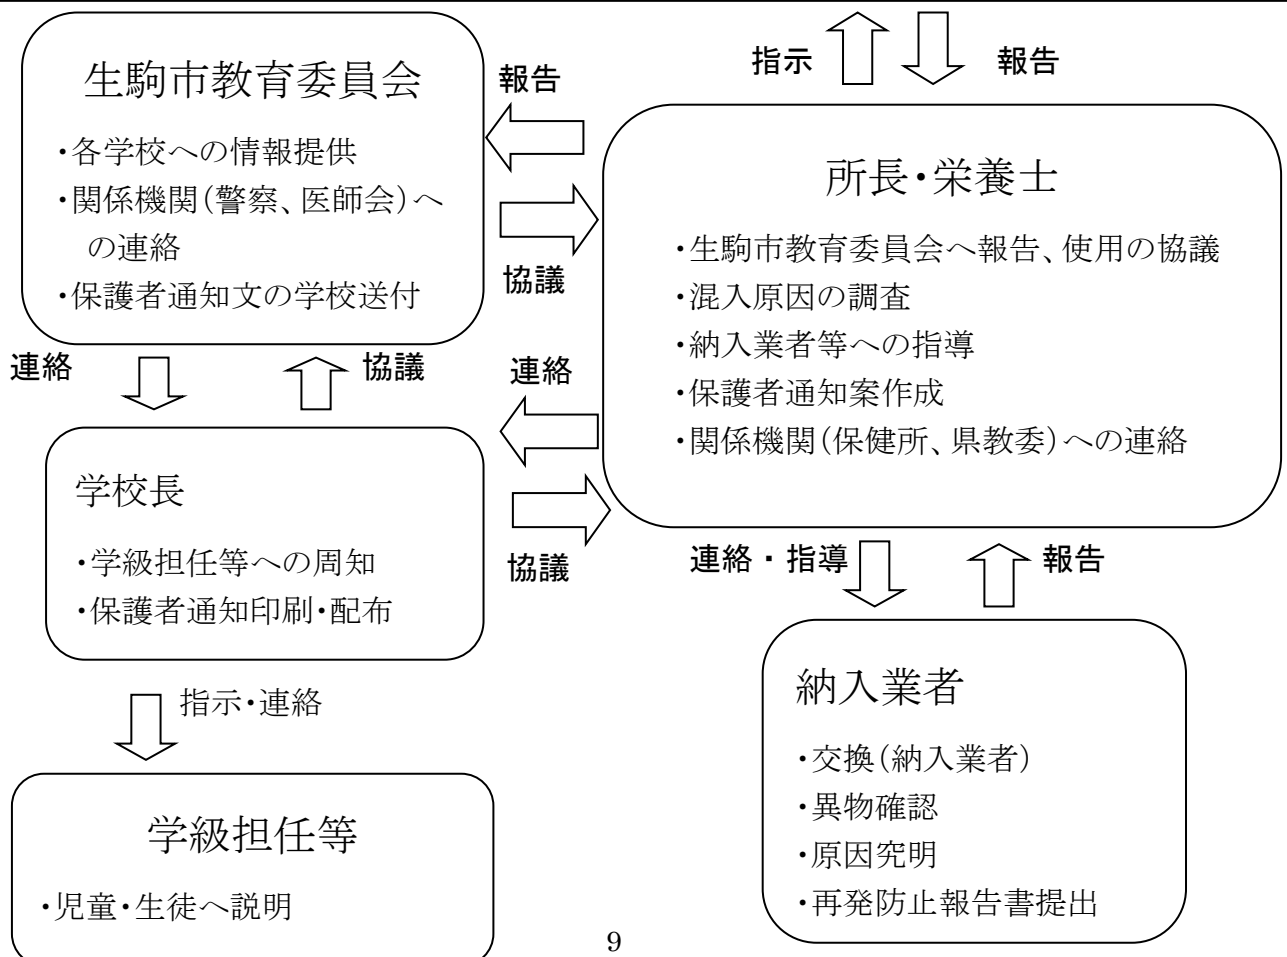 指示
報告
生駒市教育委員会
・各学校への情報提供
・関係機関(警察、医師会)へ
の連絡
・保護者通知文の学校送付
報告
協議
所長・栄養士
・生駒市教育委員会へ報告、使用の協議
・混入原因の調査
・納入業者等への指導
・保護者通知案作成
・関係機関(保健所、県教委)への連絡
連絡
協議
連絡
協議
学校長
・学級担任等への周知
・保護者通知印刷・配布
連絡・指導
報告
指示・連絡
納入業者
・交換(納入業者)
・異物確認
・原因究明
・再発防止報告書提出
学級担任等
・児童・生徒へ説明
9